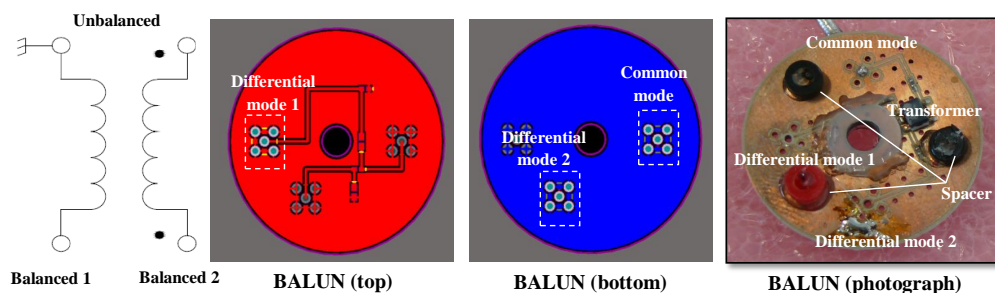 Unbalanced
Balanced 1
Balanced 2
Differential
mode 1
BALUN (top)
Common
mode
Differential
mode 2
BALUN (bottom)
Common mode
Transformer
Differential mode 1
Spacer
Differential mode 2
BALUN (photograph)